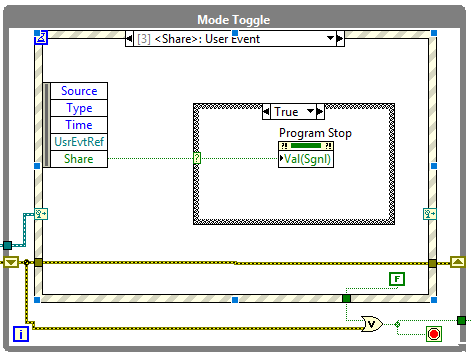 Mode Toggle
[3] <Share>: User Event
Source
Type
Time
UsrEvtRef
Share
True
Program Stop
?! ?!
Val(Sgnl)
?
F
V
i